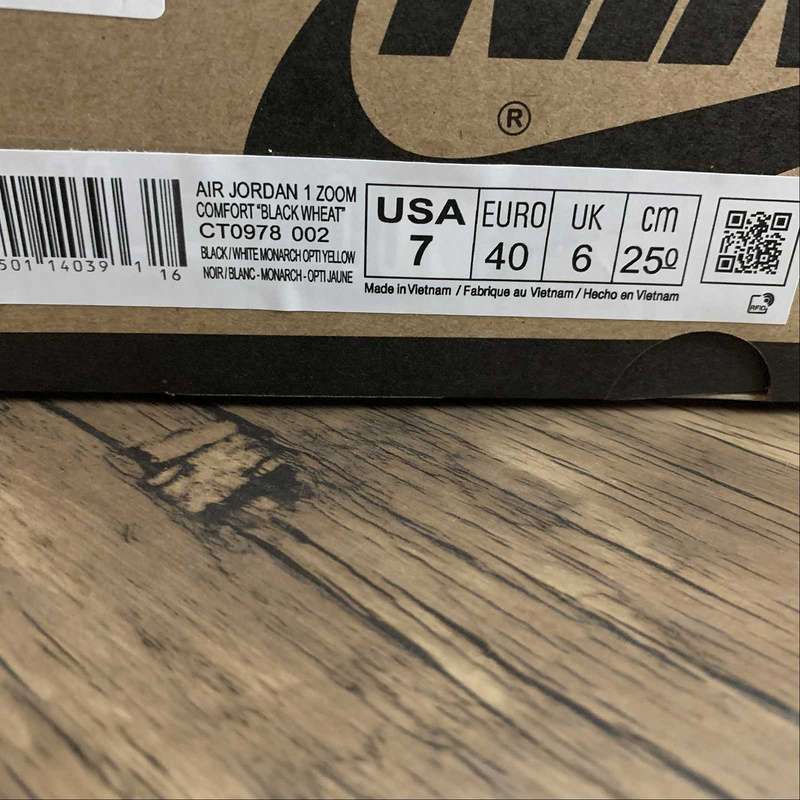 ®
AIR JORDAN 1 ZOOM
COMFORT "BLACK WHEAT"
CT0978 002
BLACK/WHITE MONARCH OPTI YELLOW
NOIR/BLANC - MONARCH - OPTI JAUNE
501 14039 1 16
USA EURO UK cm
7 40 6 25º
Made in Vietnam / Fabrique au Vietnam / Hecho en Vietnam
RFID